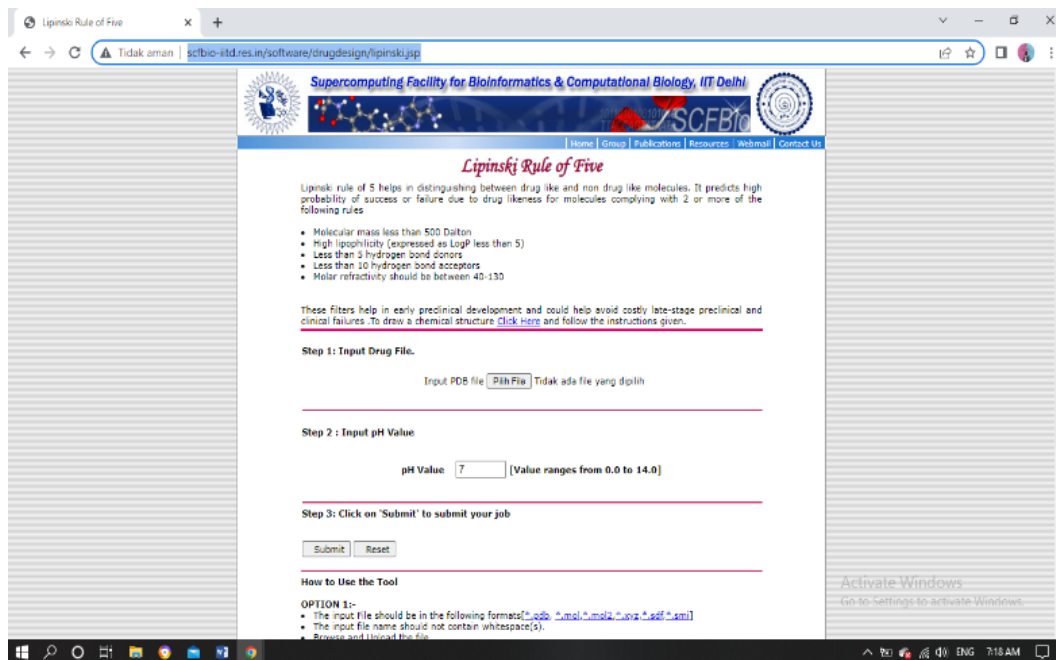 Lipinski Rule of Five
Tidak aman | scfbio-iitd.res.in/software/drugdesign/lipinski.jsp
Supercomputing Facility for Bioinformatics & Computational Biology, IIT Delhi
SCFBio
Home | Group | Publications | Resources | Webmail | Contact Us
Lipinski Rule of Five
Lipinski rule of 5 helps in distinguishing between drug like and non drug like molecules. It predicts high
probability of success or failure due to drug likeness for molecules complying with 2 or more of the
following rules
• Molecular mass less than 500 Dalton
• High lipophilicity (expressed as LogP less than 5)
• Less than 5 hydrogen bond donors
• Less than 10 hydrogen bond acceptors
• Molar refractivity should be between 40-130
These filters help in early preclinical development and could help avoid costly late-stage preclinical and
clinical failures .To draw a chemical structure Click Here and follow the instructions given.
Step 1: Input Drug File.
Input PDB file Pilih File Tidak ada file yang dipilih
Step 2 : Input pH Value
pH Value 7 [Value ranges from 0.0 to 14.0]
Step 3: Click on 'Submit' to submit your job
Submit Reset
How to Use the Tool
Activate Windows
OPTION 1:-
Go to Settings to activate Windows.
• The input File should be in the following formats[*.pdb, *.mol,*.mol2,*.xyz,*.sdf,*.smi]
• The input file name should not contain whitespace(s).
• Browse and Upload the file
ENG 7:18 AM